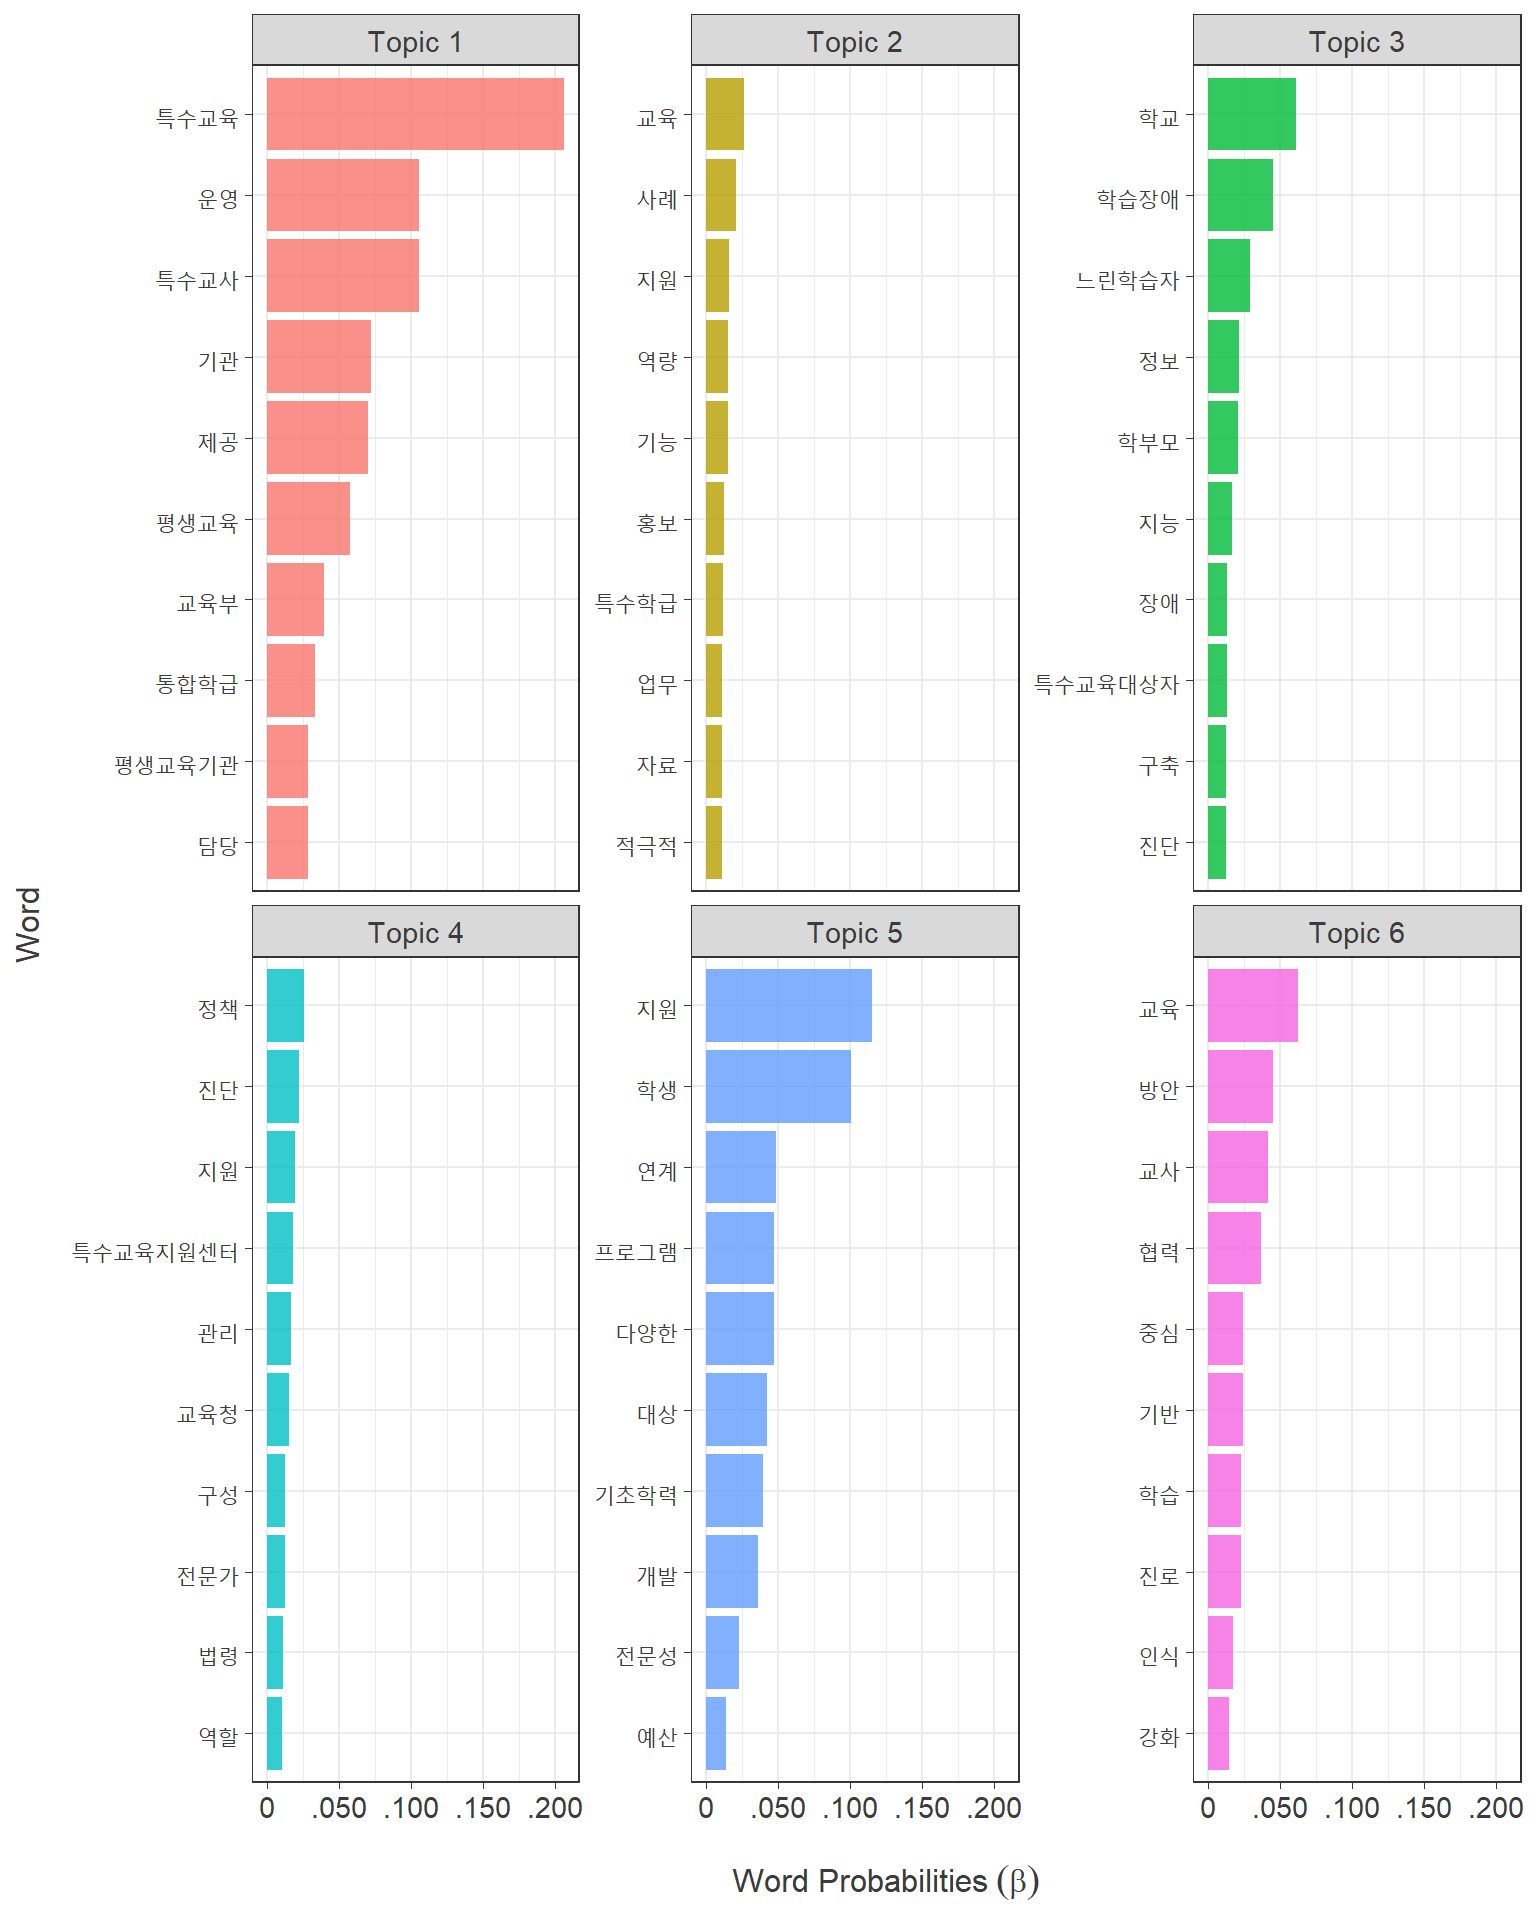 Topic 1
특수교육
운영
특수교사
기관
제공
평생교육
교육부
통합학급
평생교육기관
담당
Topic 2
교육
사례
지원
역량
기능
홍보
특수학급
업무
자료
적극적
Topic 3
학교
학습장애
느린학습자
정보
학부모
지능
장애
특수교육대상자
구축
진단
Word
Topic 4
정책
진단
지원
특수교육지원센터
관리
교육청
구성
전문가
법령
역할
0 .050 .100 .150 .200
Topic 5
지원
학생
연계
프로그램
다양한
대상
기초학력
개발
전문성
예산
0 .050 .100 .150 .200
Topic 6
교육
방안
교사
협력
중심
기반
학습
진로
인식
강화
0 .050 .100 .150 .200
Word Probabilities (β)